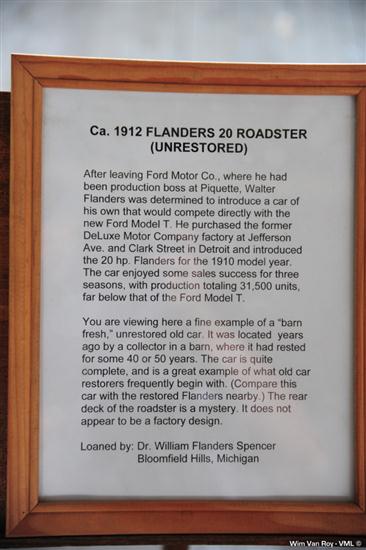 Ca. 1912 FLANDERS 20 ROADSTER
(UNRESTORED)
After leaving Ford Motor Co., where he had
been production boss at Piquette, Walter
Flanders was determined to introduce a car of
his own that would compete directly with the
new Ford Model T. He purchased the former
DeLuxe Motor Company factory at Jefferson
Ave. and Clark Street in Detroit and introduced
the 20 hp. Flanders for the 1910 model year.
The car enjoyed some sales success for three
seasons, with production totaling 31,500 units,
far below that of the Ford Model T.
You are viewing here a fine example of a “barn
fresh,” unrestored old car. It was located years
ago by a collector in a barn, where it had rested
for some 40 or 50 years. The car is quite
complete, and is a great example of what old car
restorers frequently begin with. (Compare this
car with the restored Flanders nearby.) The rear
deck of the roadster is a mystery. It does not
appear to be a factory design.
Loaned by: Dr. William Flanders Spencer
Bloomfield Hills, Michigan
Wim Van Roy - VML ©